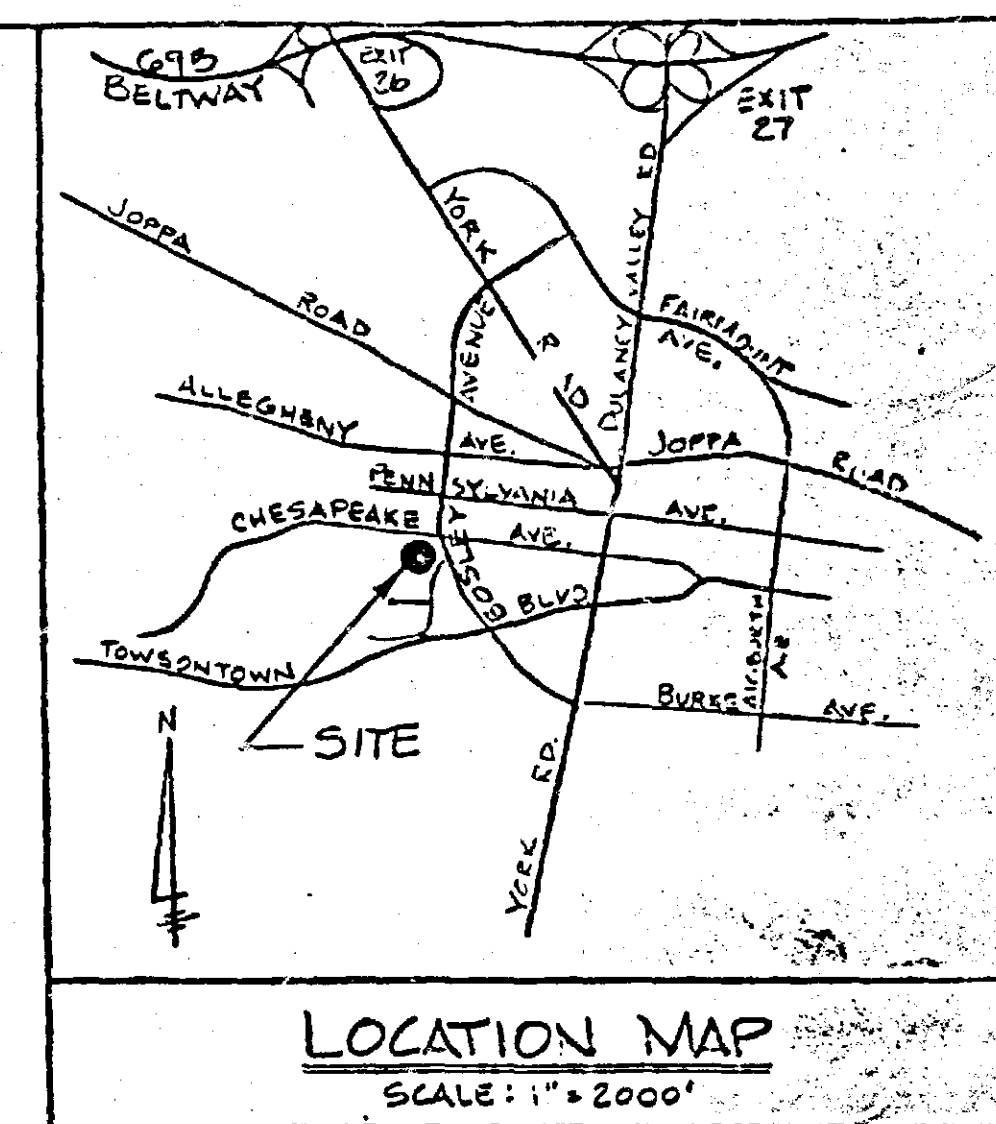 695
BELTWAY
EXIT
26
EXIT
27
YORK
RD
DULANEY VALLEY RD
JOPPA
ROAD
AVENUE
FAIRMOUNT
AVE.
ALLEGHENY
AVE.
JOPPA
ROAD
PENNSYLVANIA
AVE.
CHESAPEAKE
AVE.
BOSLEY
BLVD
TOWSONTOWN
AVE
BURKE
AVE.
SITE
N
YORK
RD.
LOCATION MAP
SCALE: 1" = 2000'